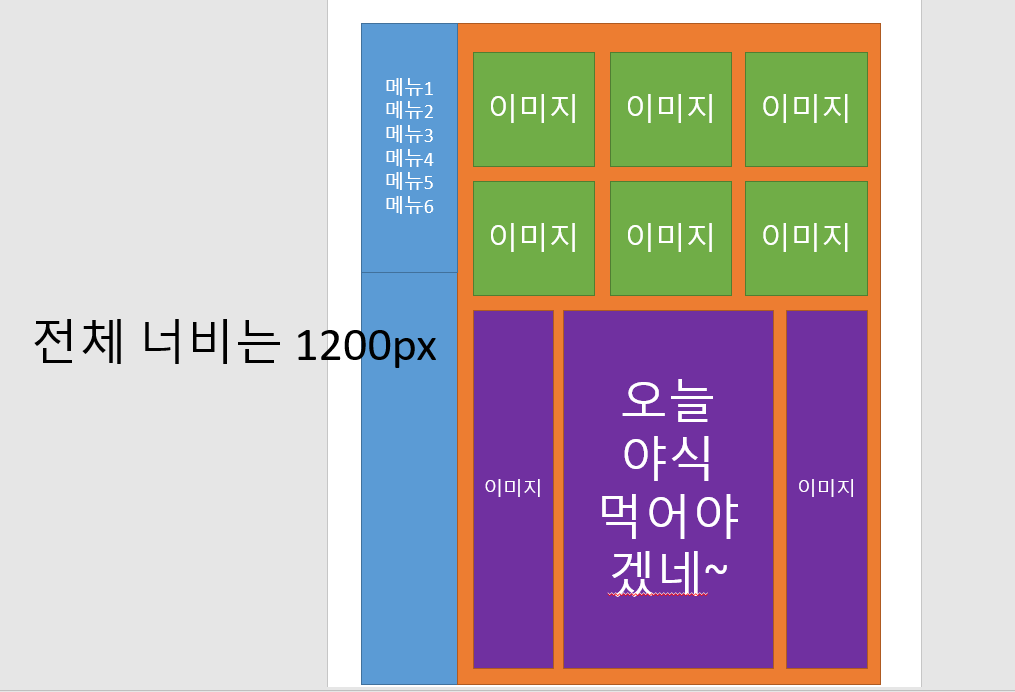 메뉴1
메뉴2
메뉴3
메뉴4
메뉴5
메뉴6
이미지 이미지 이미지
이미지 이미지 이미지
전체 너비는 1200px
이미지
오늘
야식
먹어야
겠네~
이미지